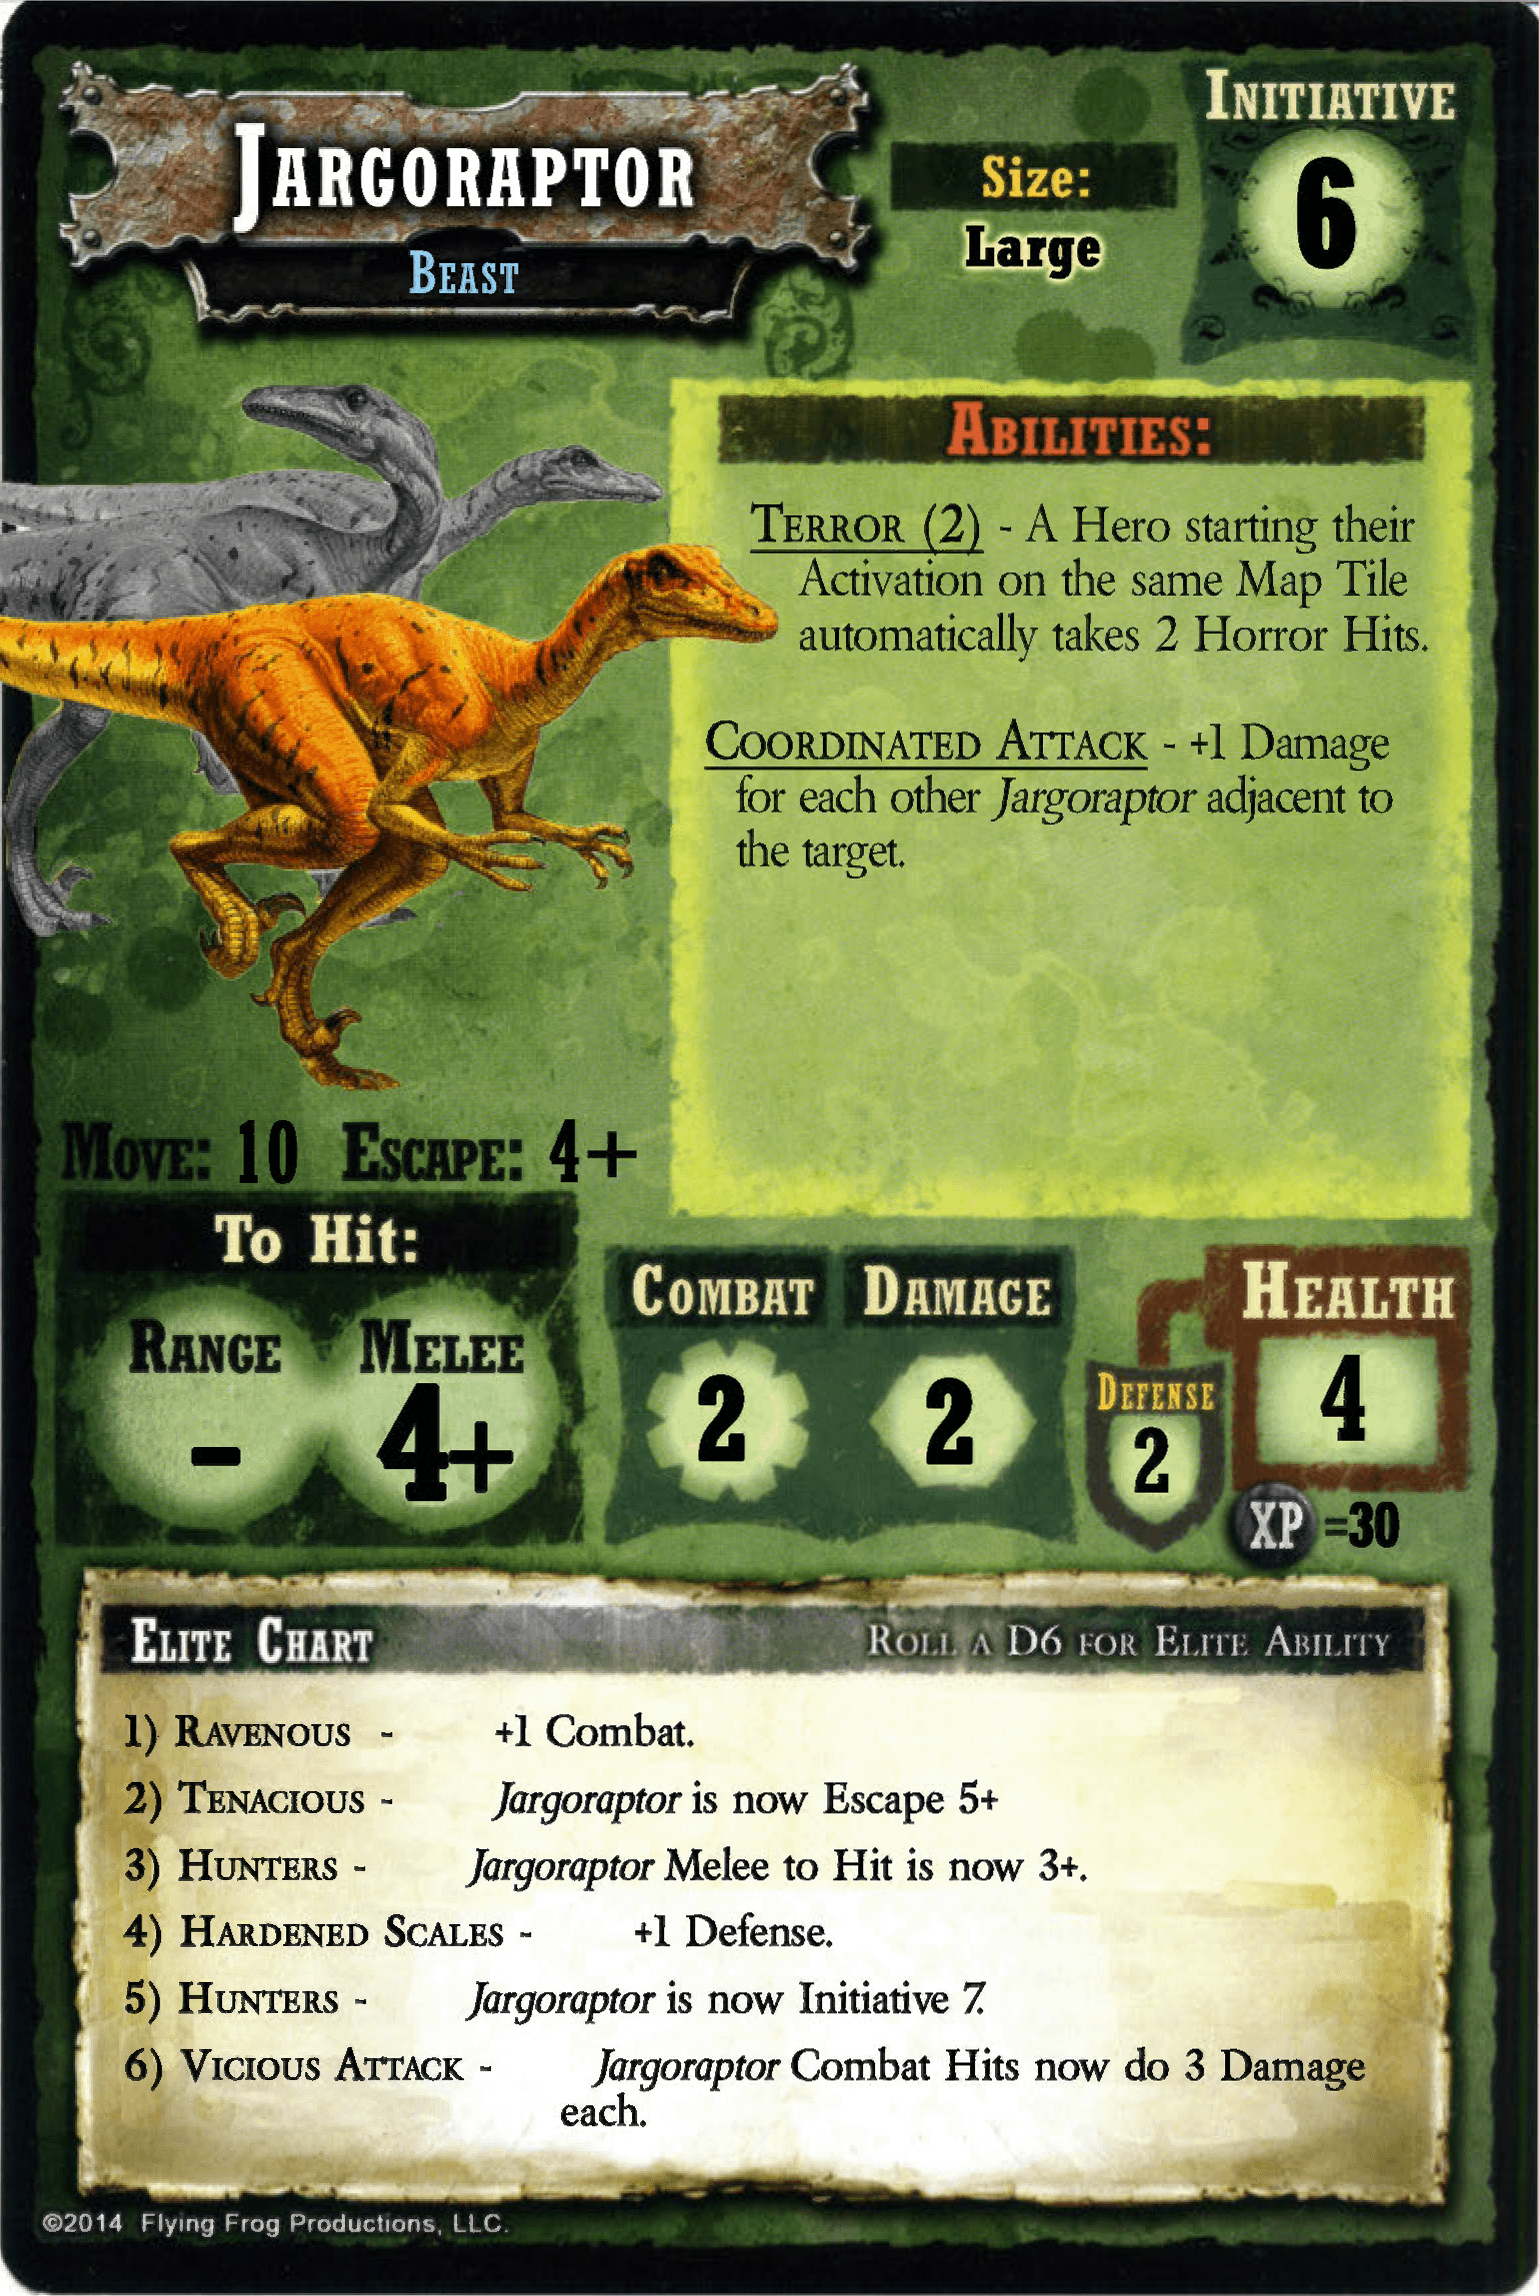 JARGORAPTOR
BEAST
Size:
Large
INITIATIVE
6
ABILITIES:
TERROR (2) - A Hero starting their
Activation on the same Map Tile
automatically takes 2 Horror Hits.
COORDINATED ATTACK - +1 Damage
for each other Jargoraptor adjacent to
the target.
MOVE: 10 ESCAPE: 4+
To Hit:
RANGE
-
MELEE
4+
COMBAT
2
DAMAGE
2
DEFENSE
2
HEALTH
4
XP =30
ELITE CHART
ROLL A D6 FOR ELITE ABILITY
1) RAVENOUS - +1 Combat.
2) TENACIOUS - Jargoraptor is now Escape 5+
3) HUNTERS - Jargoraptor Melee to Hit is now 3+.
4) HARDENED SCALES - +1 Defense.
5) HUNTERS - Jargoraptor is now Initiative 7.
6) VICIOUS ATTACK - Jargoraptor Combat Hits now do 3 Damage
each.
©2014 Flying Frog Productions, LLC.